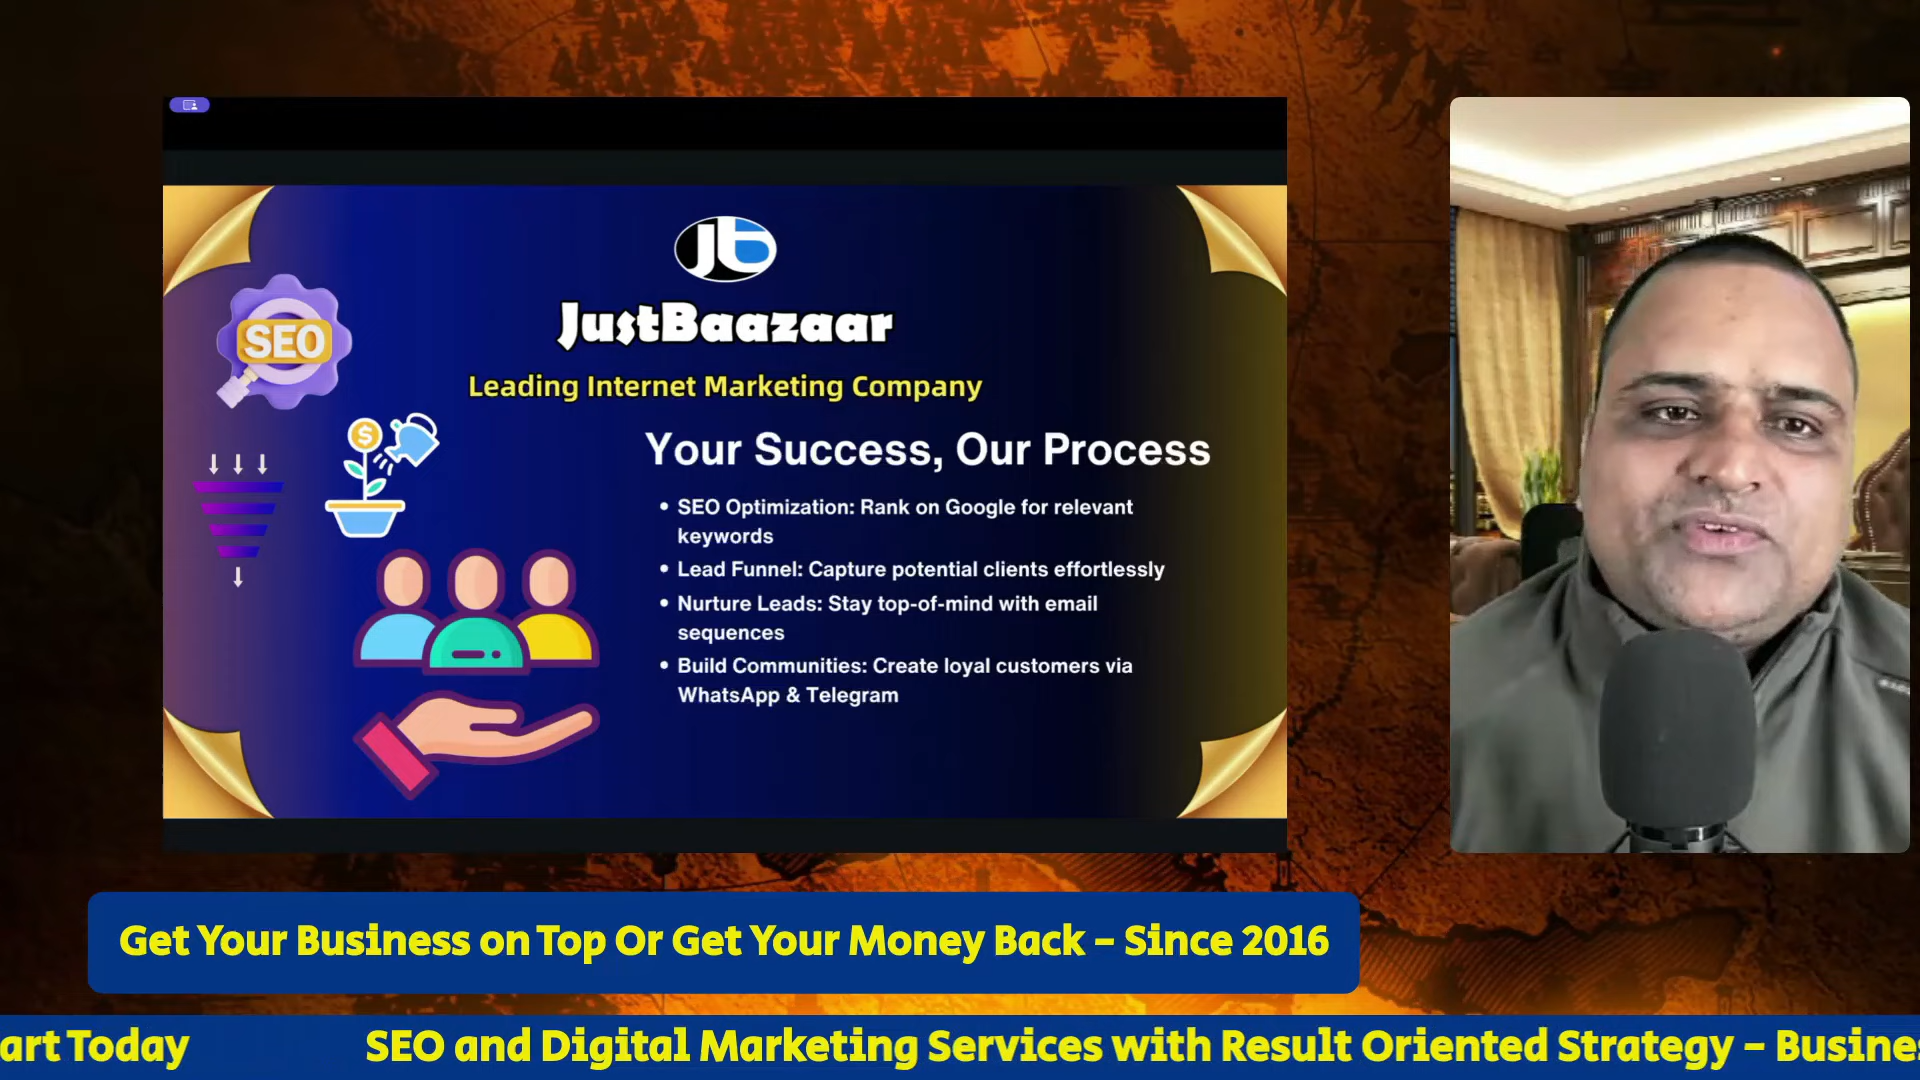 JB
JustBaazaar
Leading Internet Marketing Company
SEO
$
Your Success, Our Process
• SEO Optimization: Rank on Google for relevant
keywords
• Lead Funnel: Capture potential clients effortlessly
• Nurture Leads: Stay top-of-mind with email
sequences
• Build Communities: Create loyal customers via
WhatsApp & Telegram
Get Your Business on Top Or Get Your Money Back – Since 2016
art Today SEO and Digital Marketing Services with Result Oriented Strategy – Busine